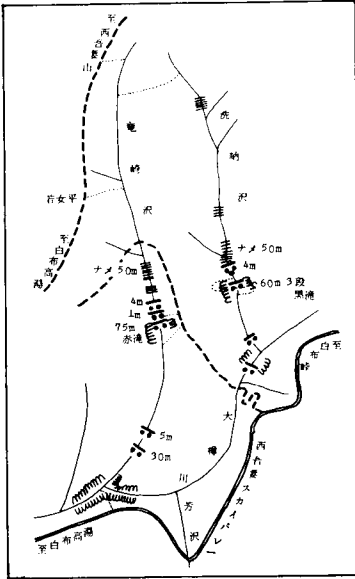 至西吾妻山
竜峡沢
洗納沢
若女平
至白布高湯
ナメ 50m
4m
1m
75m
赤滝
ナメ 50m
4m
60m 3段
黒滝
至白布峠
大樽川
5m
30m
芳沢
西吾妻スカイバレー
至白布高湯